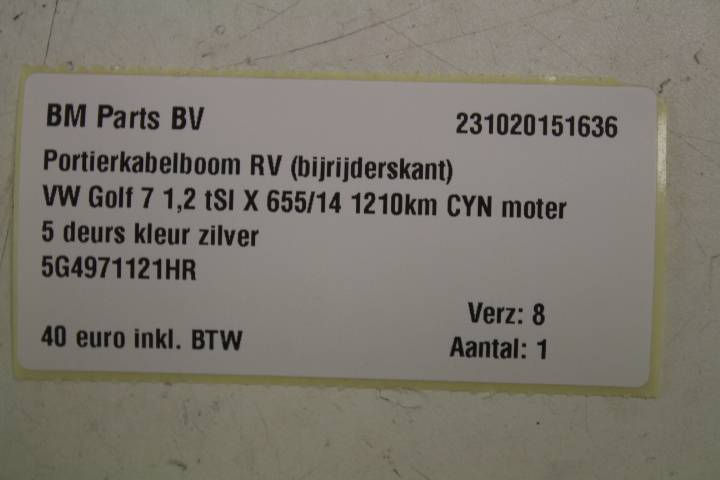 BM Parts BV 231020151636
Portierkabelboom RV (bijrijderskant)
VW Golf 7 1,2 tSI X 655/14 1210km CYN moter
5 deurs kleur zilver
5G4971121HR
Verz: 8
40 euro inkl. BTW Aantal: 1